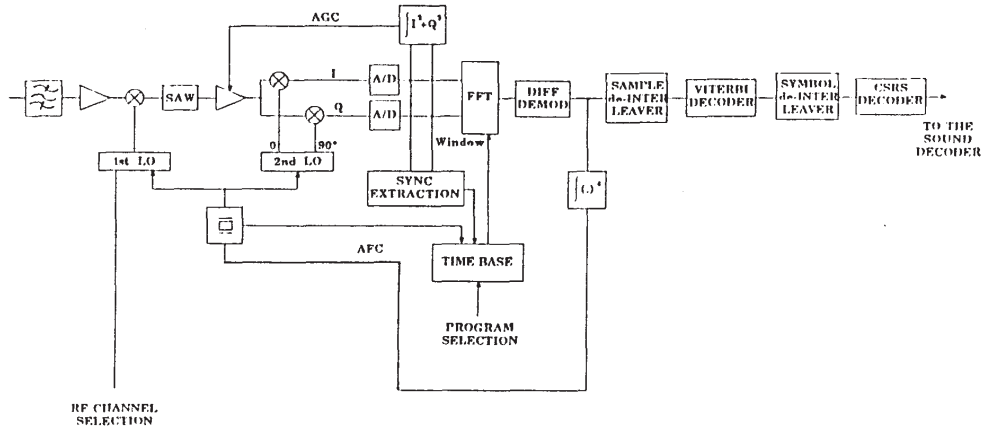 AGC
∫I²+Q²
I
Q
A/D
A/D
SAW
FFT
DIFF
DEMOD
SAMPLE
de-INTER
LEAVER
VITERBI
DECODER
SYMBOL
de-INTER
LEAVER
CSRS
DECODER
TO THE
SOUND
DECODER
0
90°
Window
1st LO
2nd LO
SYNC
EXTRACTION
∫(.)⁴
AFC
TIME BASE
PROGRAM
SELECTION
RF CHANNEL
SELECTION